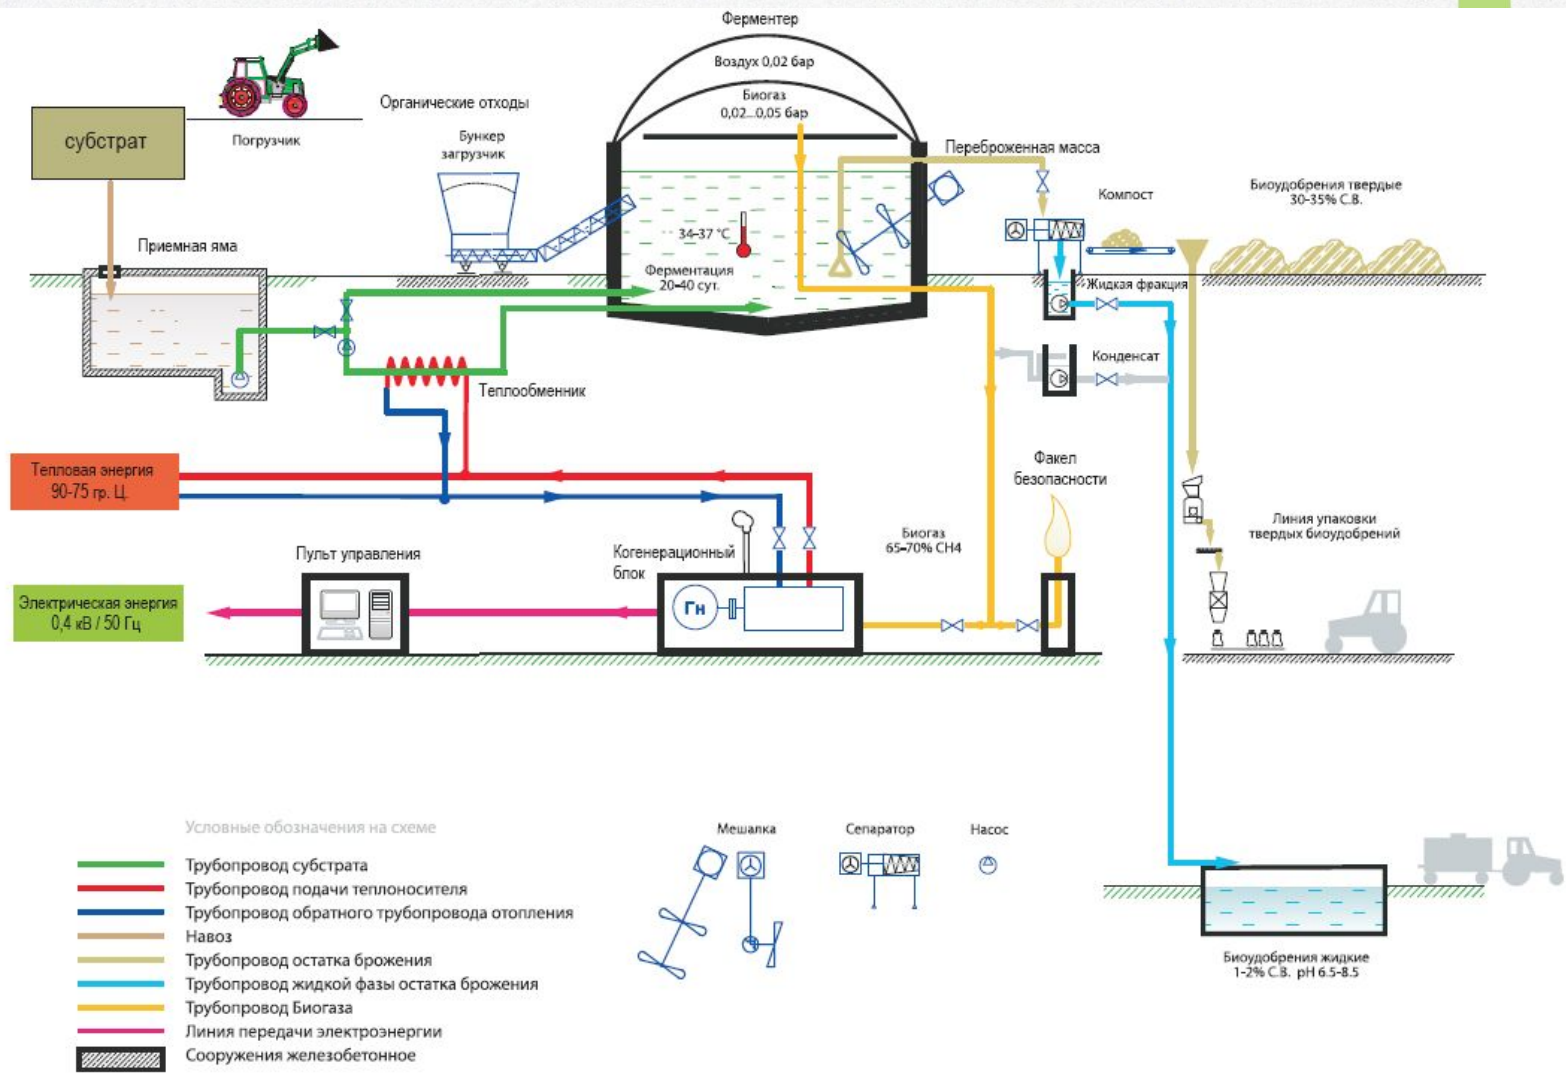 Ферментер
Воздух 0,02 бар
Биогаз
0,02...0,05 бар
субстрат
Погрузчик
Органические отходы
Бункер
загрузчик
Переброженная масса
Компост
Биоудобрения твердые
30-35% С.В.
Приемная яма
34-37 °C
Ферментация
20-40 сут.
Жидкая фракция
Конденсат
Теплообменник
Тепловая энергия
90-75 гр. Ц.
Факел
безопасности
Биогаз
65-70% CH4
Линия упаковки
твердых биоудобрений
Пульт управления
Когенерационный
блок
Гн
Электрическая энергия
0,4 кВ / 50 Гц
Условные обозначения на схеме
Трубопровод субстрата
Трубопровод подачи теплоносителя
Трубопровод обратного трубопровода отопления
Навоз
Трубопровод остатка брожения
Трубопровод жидкой фазы остатка брожения
Трубопровод Биогаза
Линия передачи электроэнергии
Сооружения железобетонное
Мешалка
Сепаратор
Насос
Биоудобрения жидкие
1-2% С.В. pH 6.5-8.5